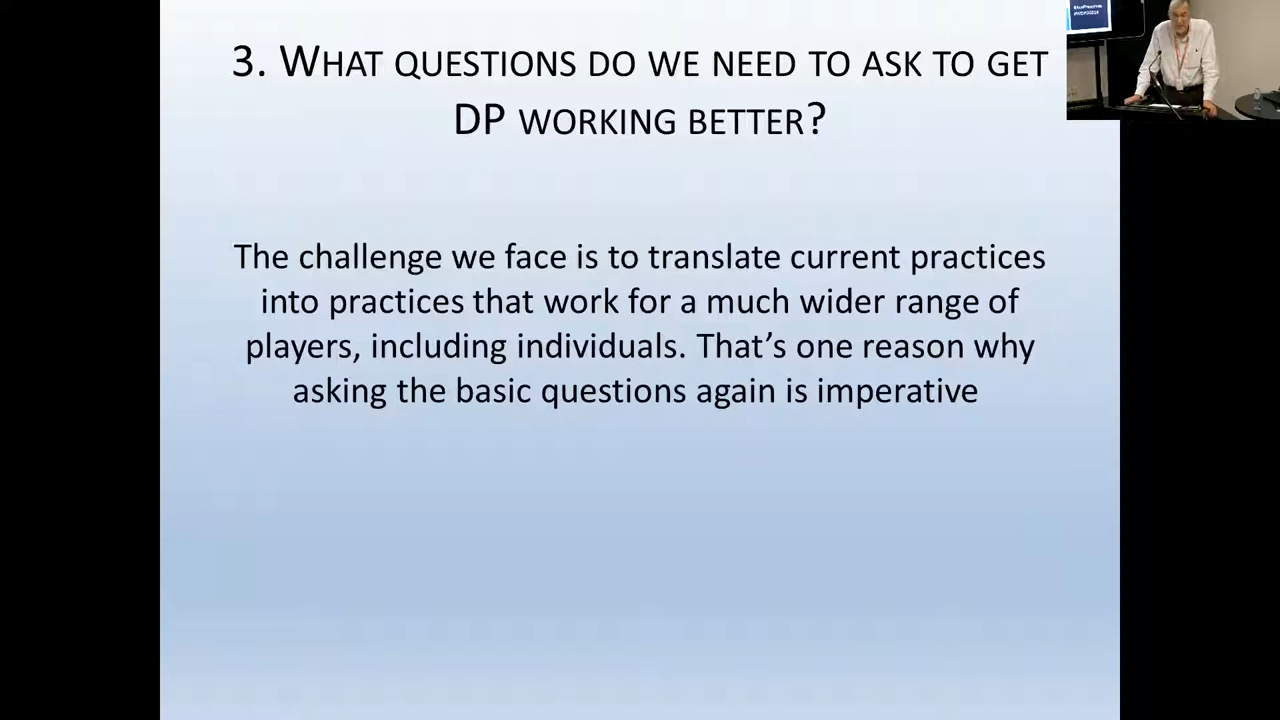 3. WHAT QUESTIONS DO WE NEED TO ASK TO GET
DP WORKING BETTER?
The challenge we face is to translate current practices
into practices that work for a much wider range of
players, including individuals. That’s one reason why
asking the basic questions again is imperative